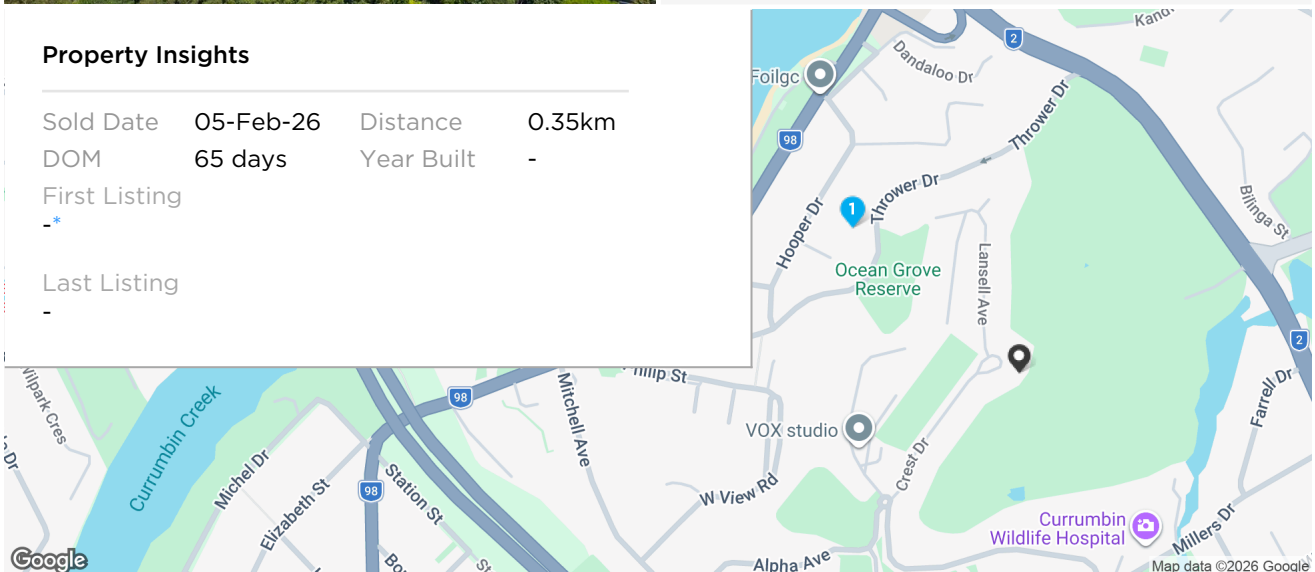 Property Insights
Sold Date 05-Feb-26 Distance 0.35km
DOM 65 days Year Built -
First Listing
-*
Last Listing
-
2
Dandaloo Dr
Foilgc
Thrower Dr
98
1
Thrower Dr
Hooper Dr
Bilinga St
Ocean Grove
Reserve
Lansell Ave
2
Philip St
98
Mitchell Ave
Farrell Dr
Currumbin Creek
VOX studio
Crest Dr
Michel Dr
Elizabeth St
98
Station St
W View Rd
Currumbin
Wildlife Hospital
Millers Dr
Alpha Ave
Google
Map data ©2026 Google